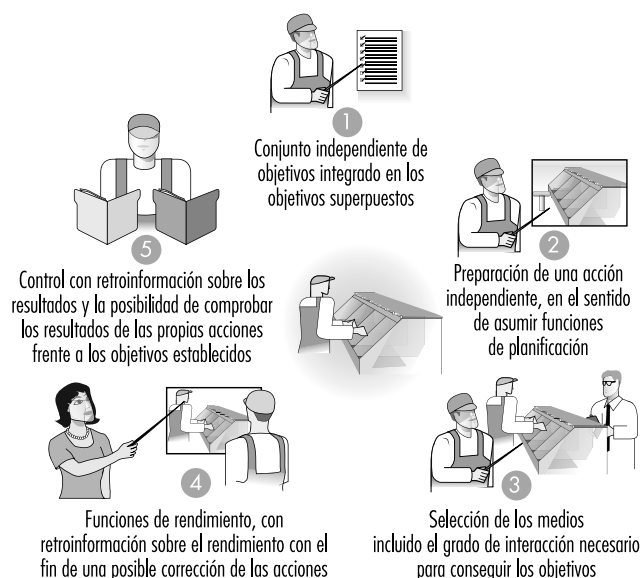 1
Conjunto independiente de
objetivos integrado en los
objetivos superpuestos
2
Preparación de una acción
independiente, en el sentido
de asumir funciones
de planificación
3
Selección de los medios
incluido el grado de interacción necesario
para conseguir los objetivos
4
Funciones de rendimiento, con
retroinformación sobre el rendimiento con el
fin de una posible corrección de las acciones
5
Control con retroinformación sobre los
resultados y la posibilidad de comprobar
los resultados de las propias acciones
frente a los objetivos establecidos